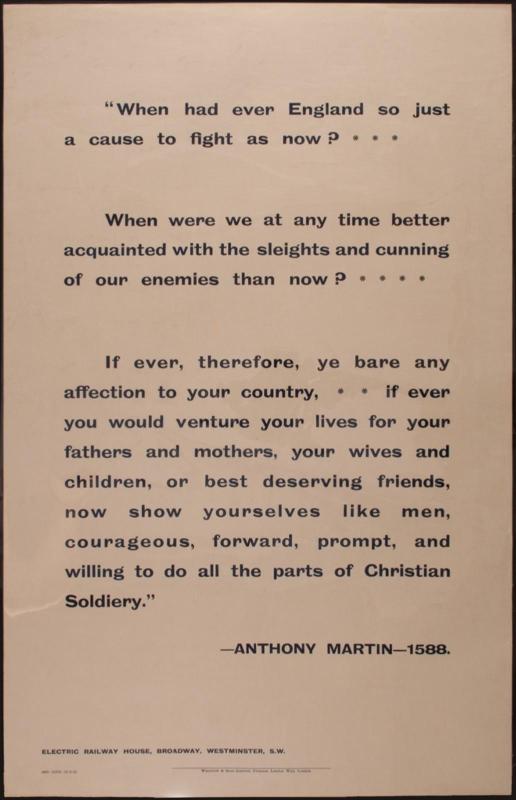 “When had ever England so just
a cause to fight as now? * * *
When were we at any time better
acquainted with the sleights and cunning
of our enemies than now? * * * *
If ever, therefore, ye bare any
affection to your country, * * if ever
you would venture your lives for your
fathers and mothers, your wives and
children, or best deserving friends,
now show yourselves like men,
courageous, forward, prompt, and
willing to do all the parts of Christian
Soldiery.”
—ANTHONY MARTIN—1588.
ELECTRIC RAILWAY HOUSE, BROADWAY, WESTMINSTER, S.W.